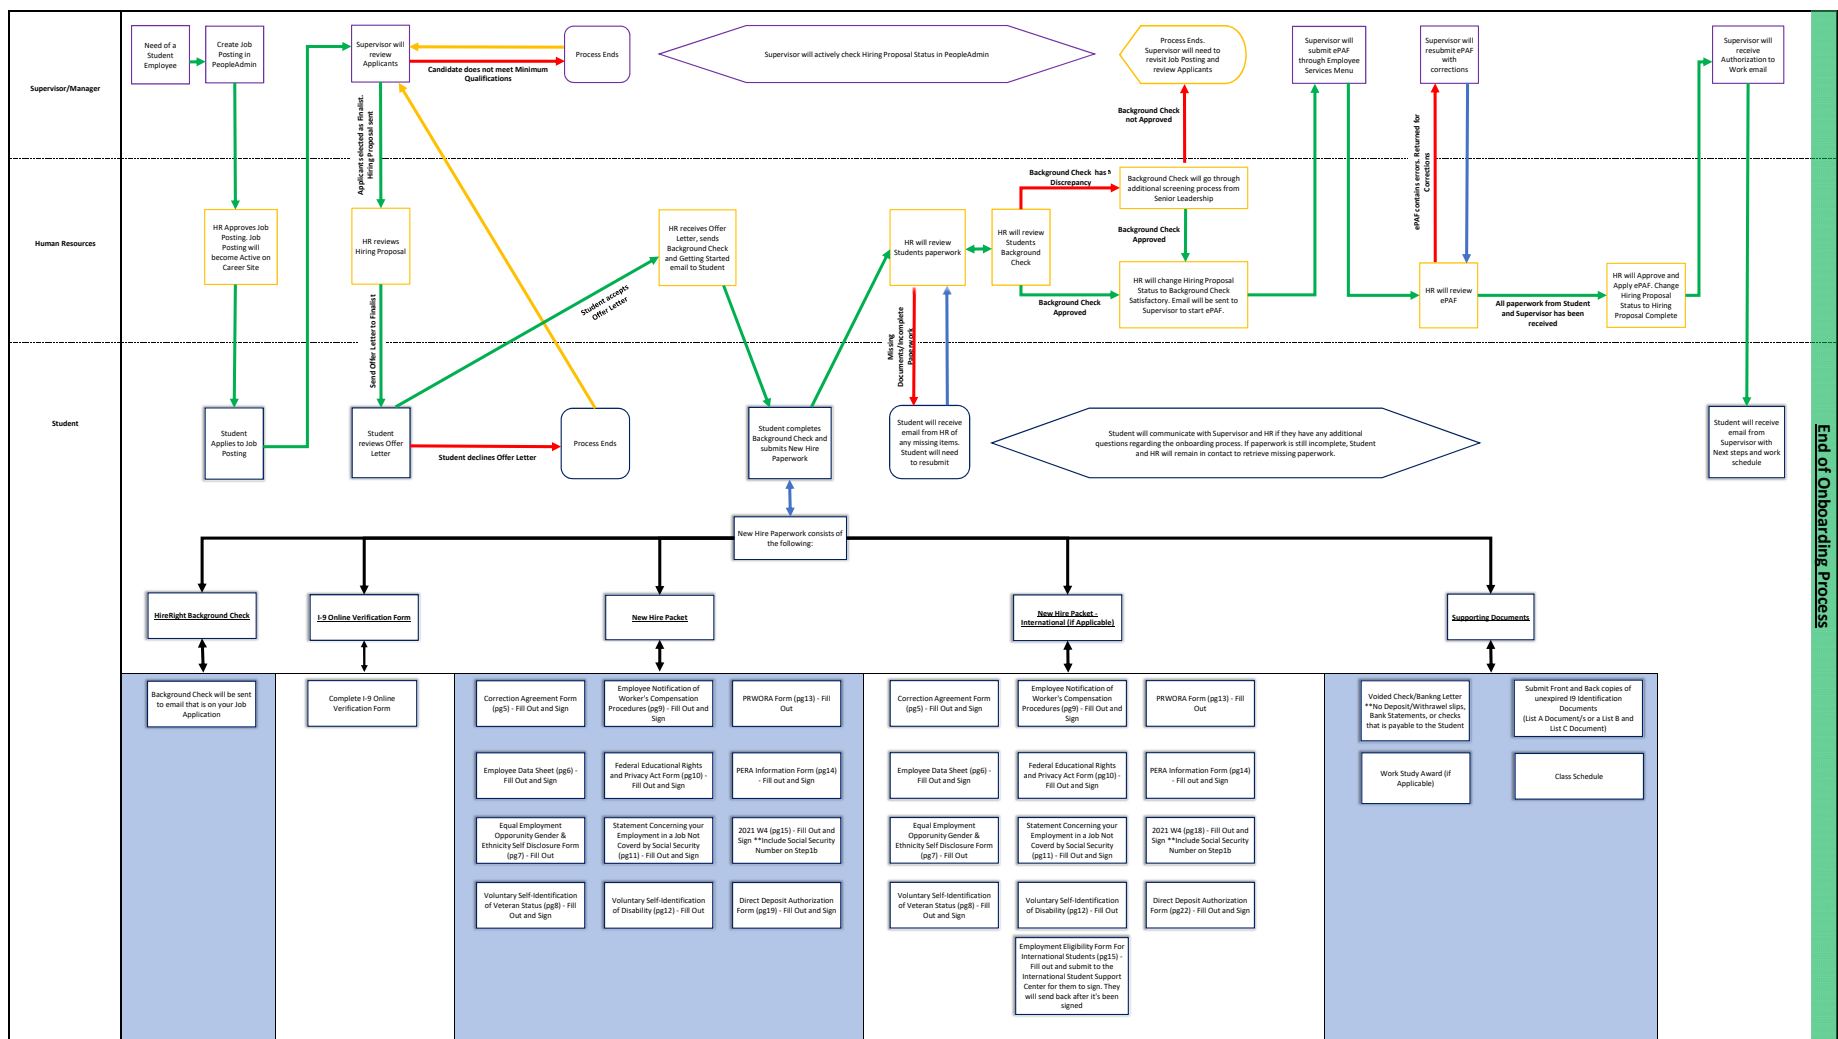 Supervisor/Manager
Need of a
Student
Employee
Create Job
Posting in
PeopleAdmin
Supervisor will
review
Applicants
Candidate does not meet Minimum
Qualifications
Process Ends
Supervisor will actively check Hiring Proposal Status in PeopleAdmin
Process Ends.
Supervisor will need to
revisit Job Posting and
review Applicants
Supervisor will
submit ePAF
through Employee
Services Menu
Supervisor will
resubmit ePAF
with
corrections
Supervisor will
receive
Authorization to
Work email
Applicant selected as Finalist.
Hiring Proposal sent
Background Check
not Approved
ePAF contains errors. Returned for
Corrections
Human Resources
HR Approves Job
Posting. Job
Posting will
become Active on
Career Site
HR reviews
Hiring Proposal
Send Offer Letter to Finalist
Student accepts
Offer Letter
HR receives Offer
Letter, sends
Background Check
and Getting Started
email to Student
HR will review
Students paperwork
HR will review
Students
Background
Check
Background Check has
Discrepancy
Background Check will go through
additional screening process from
Senior Leadership
Background Check
Approved
Background Check
Approved
HR will change Hiring Proposal
Status to Background Check
Satisfactory. Email will be sent to
Supervisor to start ePAF.
HR will review
ePAF
All paperwork from Student
and Supervisor has been
received
HR will Approve and
Apply ePAF. Change
Hiring Proposal
Status to Hiring
Proposal Complete
Missing
Documents/Incomplete
Paperwork
Student
Student
Applies to Job
Posting
Student
reviews Offer
Letter
Student declines Offer Letter
Process Ends
Student completes
Background Check and
submits New Hire
Paperwork
Student will receive
email from HR of
any missing items.
Student will need
to resubmit
Student will communicate with Supervisor and HR if they have any additional
questions regarding the onboarding process. If paperwork is still incomplete, Student
and HR will remain in contact to retrieve missing paperwork.
Student will receive
email from
Supervisor with
Next steps and work
schedule
End of Onboarding Process
New Hire Paperwork consists of
the following:
HireRight Background Check
I-9 Online Verification Form
New Hire Packet
New Hire Packet -
International (if Applicable)
Supporting Documents
Background Check will be sent
to email that is on your Job
Application
Complete I-9 Online
Verification Form
Correction Agreement Form
(pg5) - Fill Out and Sign
Employee Notification of
Worker's Compensation
Procedures (pg9) - Fill Out and
Sign
PRWORA Form (pg13) - Fill
Out
Employee Data Sheet (pg6) -
Fill Out and Sign
Federal Educational Rights
and Privacy Act Form (pg10) -
Fill Out and Sign
PERA Information Form (pg14)
- Fill out and Sign
Equal Employment
Opporunity Gender &
Ethnicity Self Disclosure Form
(pg7) - Fill Out
Statement Concerning your
Employment in a Job Not
Coverd by Social Security
(pg11) - Fill Out and Sign
2021 W4 (pg15) - Fill Out and
Sign **Include Social Security
Number on Step1b
Voluntary Self-Identification
of Veteran Status (pg8) - Fill
Out and Sign
Voluntary Self-Identification
of Disability (pg12) - Fill Out
Direct Deposit Authorization
Form (pg19) - Fill Out and Sign
Correction Agreement Form
(pg5) - Fill Out and Sign
Employee Notification of
Worker's Compensation
Procedures (pg9) - Fill Out and
Sign
PRWORA Form (pg13) - Fill
Out
Employee Data Sheet (pg6) -
Fill Out and Sign
Federal Educational Rights
and Privacy Act Form (pg10) -
Fill Out and Sign
PERA Information Form (pg14)
- Fill out and Sign
Equal Employment
Opporunity Gender &
Ethnicity Self Disclosure Form
(pg7) - Fill Out
Statement Concerning your
Employment in a Job Not
Coverd by Social Security
(pg11) - Fill Out and Sign
2021 W4 (pg18) - Fill Out and
Sign **Include Social Security
Number on Step1b
Voluntary Self-Identification
of Veteran Status (pg8) - Fill
Out and Sign
Voluntary Self-Identification
of Disability (pg12) - Fill Out
Direct Deposit Authorization
Form (pg22) - Fill Out and Sign
Employment Eligibility Form For
International Students (pg15) -
Fill out and submit to the
International Student Support
Center for them to sign. They
will send back after it's been
signed
Voided Check/Bankng Letter
**No Deposit/Withrawel slips,
Bank Statements, or checks
that is payable to the Student
Submit Front and Back copies of
unexpired I9 Identification
Documents
(List A Document/s or a List B and
List C Document)
Work Study Award (if
Applicable)
Class Schedule